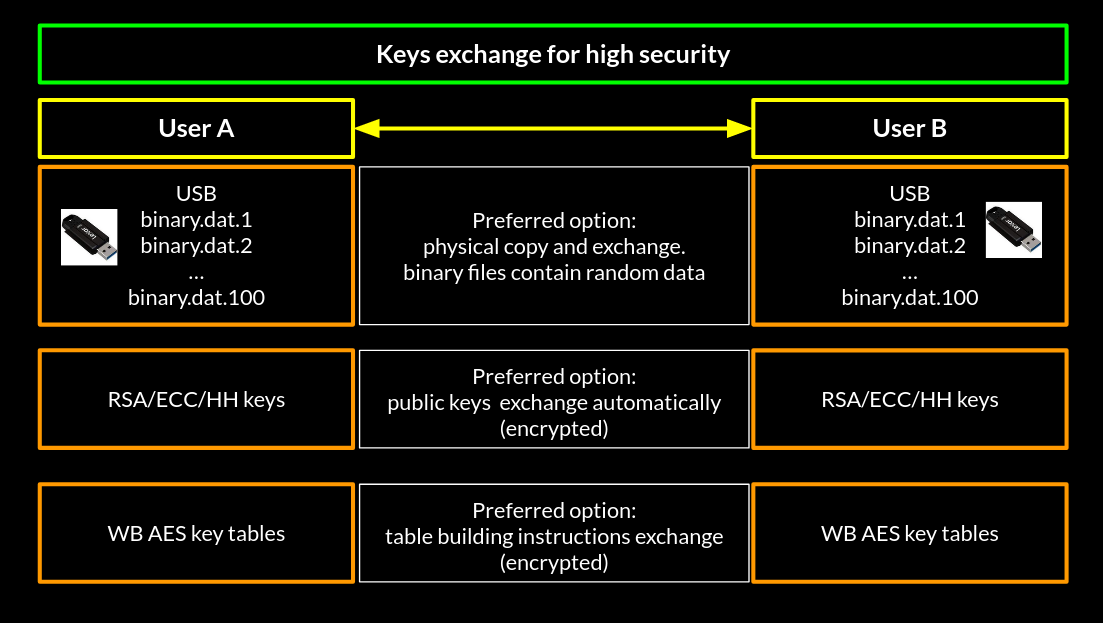 Keys exchange for high security
User A
User B
USB
binary.dat.1
binary.dat.2
...
binary.dat.100
Preferred option:
physical copy and exchange.
binary files contain random data
USB
binary.dat.1
binary.dat.2
...
binary.dat.100
RSA/ECC/HH keys
Preferred option:
public keys  exchange automatically
(encrypted)
RSA/ECC/HH keys
WB AES key tables
Preferred option:
table building instructions exchange
(encrypted)
WB AES key tables